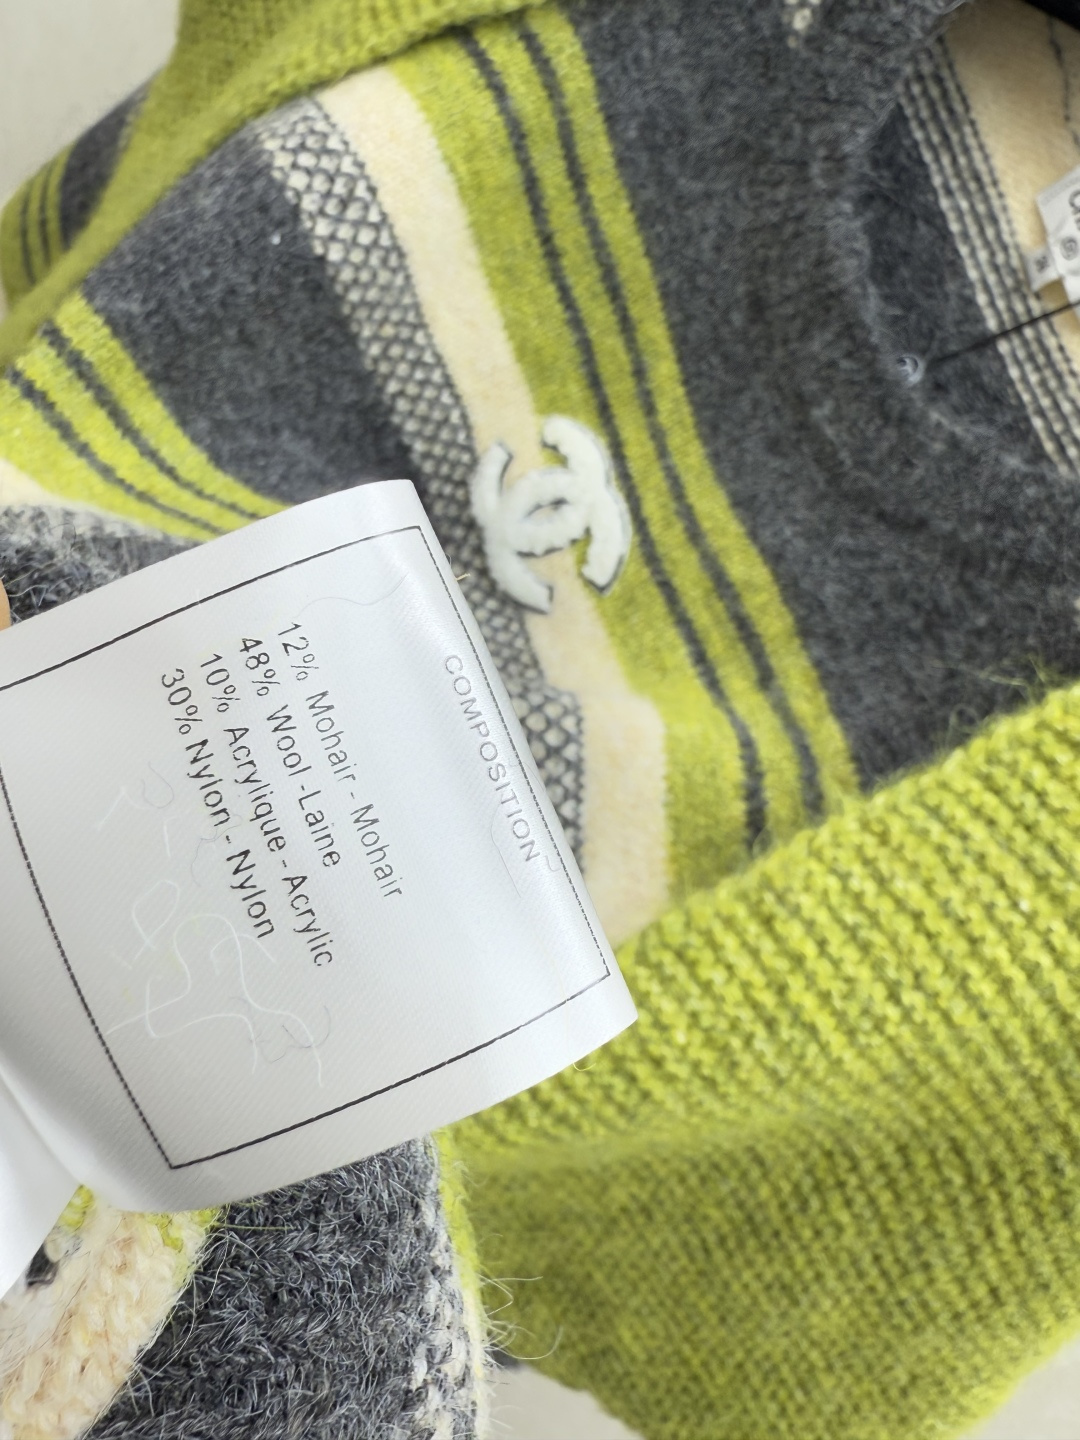 COMPOSITION
12% Mohair - Mohair
48% Wool -Laine
10% Acrylique - Acrylic
30% Nylon - Nylon